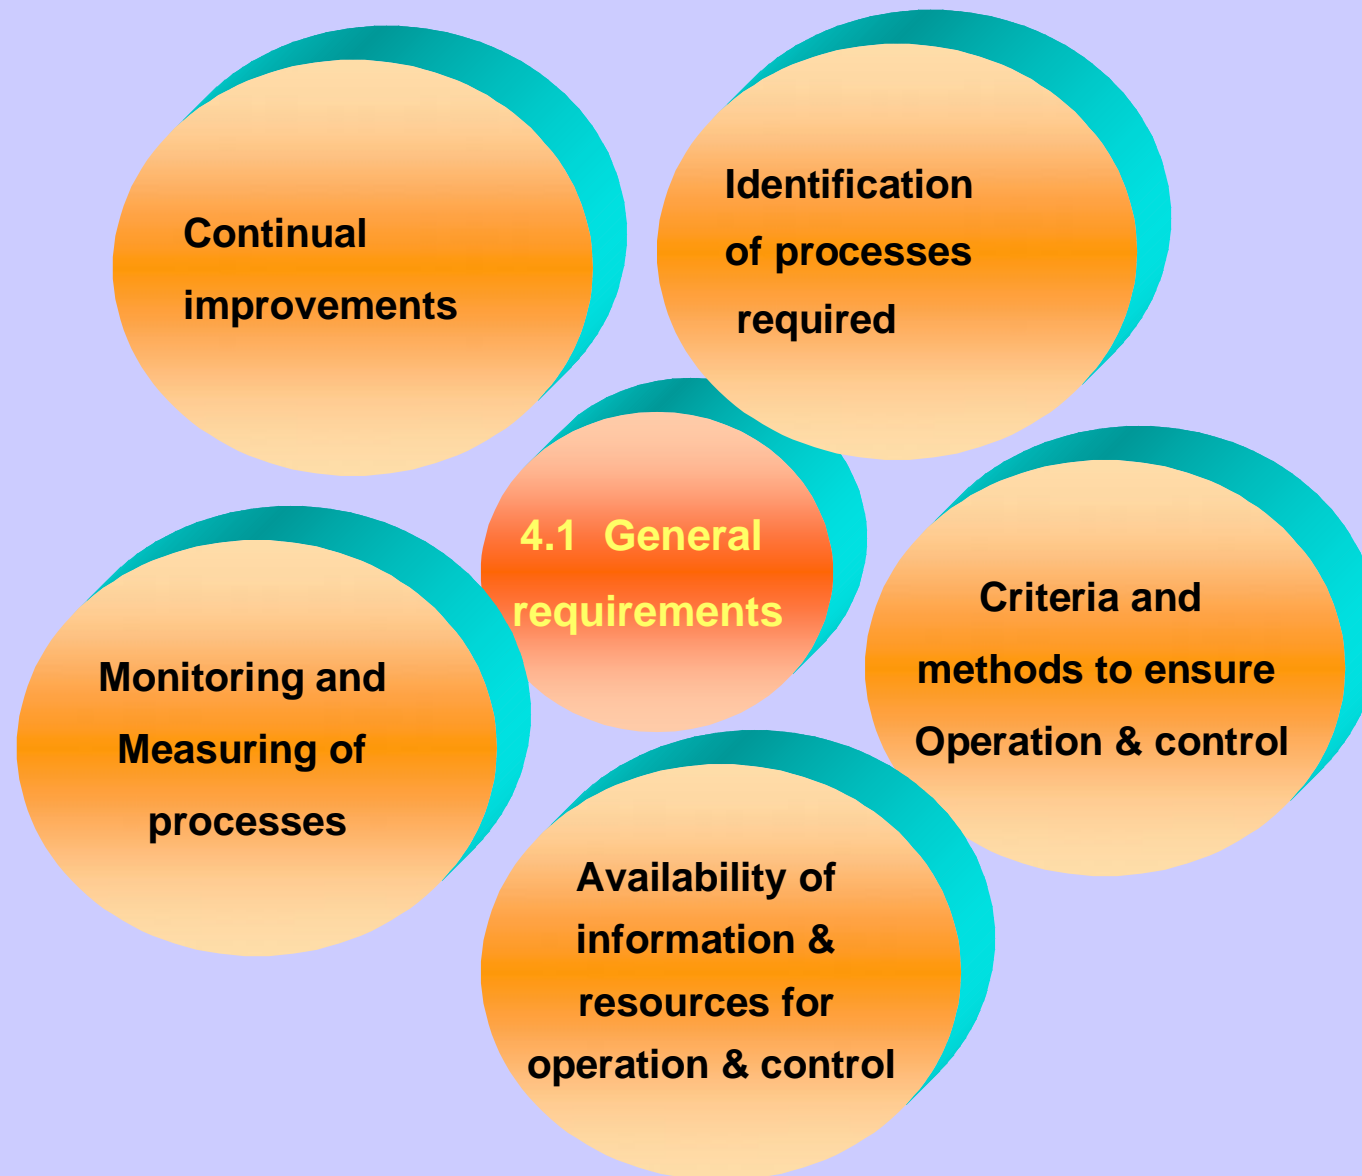 Continual
improvements
Identification
of processes
required
4.1 General
requirements
Criteria and
methods to ensure
Operation & control
Monitoring and
Measuring of
processes
Availability of
information &
resources for
operation & control